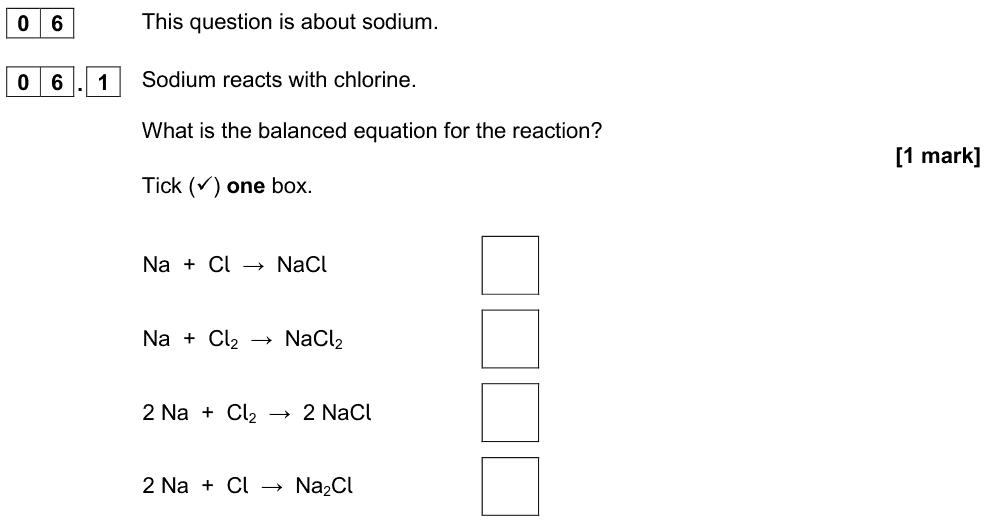 0 6 This question is about sodium.
0 6 . 1 Sodium reacts with chlorine.
What is the balanced equation for the reaction?
[1 mark]
Tick (✓) one box.
Na + Cl → NaCl
Na + Cl₂ → NaCl₂
2 Na + Cl₂ → 2 NaCl
2 Na + Cl → Na₂Cl